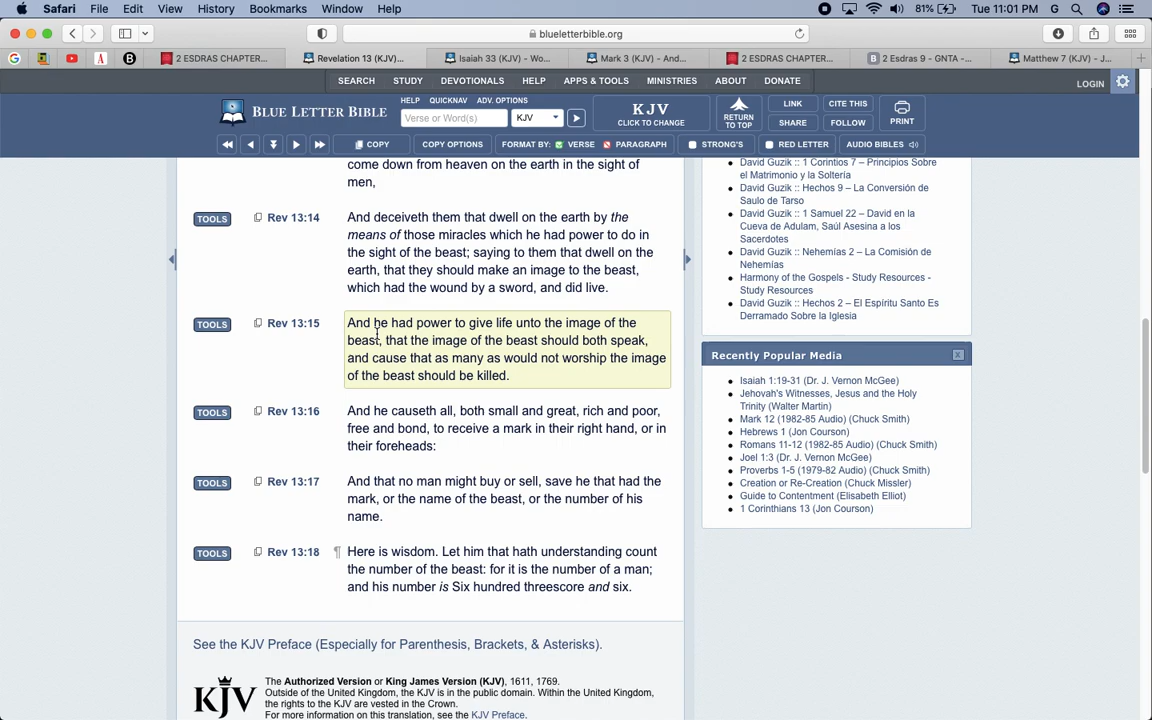 Safari File Edit View History Bookmarks Window Help 81% Tue 11:01 PM G
blueletterbible.org
2 ESDRAS CHAPTER... Revelation 13 (KJV)... Isaiah 33 (KJV) - Wo... Mark 3 (KJV) - And... 2 ESDRAS CHAPTER... 2 Esdras 9 - GNTA -... Matthew 7 (KJV) - J...
SEARCH STUDY DEVOTIONALS HELP APPS & TOOLS MINISTRIES ABOUT DONATE LOGIN
BLUE LETTER BIBLE
HELP QUICKNAV ADV. OPTIONS
Verse or Word(s) KJV
KJV
CLICK TO CHANGE
RETURN
TO TOP
LINK CITE THIS
SHARE FOLLOW
PRINT
COPY COPY OPTIONS FORMAT BY: VERSE PARAGRAPH STRONG'S RED LETTER AUDIO BIBLES
come down from heaven on the earth in the sight of
men,
TOOLS Rev 13:14 And deceiveth them that dwell on the earth by the
means of those miracles which he had power to do in
the sight of the beast; saying to them that dwell on the
earth, that they should make an image to the beast,
which had the wound by a sword, and did live.
TOOLS Rev 13:15 And he had power to give life unto the image of the
beast, that the image of the beast should both speak,
and cause that as many as would not worship the image
of the beast should be killed.
TOOLS Rev 13:16 And he causeth all, both small and great, rich and poor,
free and bond, to receive a mark in their right hand, or in
their foreheads:
TOOLS Rev 13:17 And that no man might buy or sell, save he that had the
mark, or the name of the beast, or the number of his
name.
TOOLS Rev 13:18 ¶ Here is wisdom. Let him that hath understanding count
the number of the beast: for it is the number of a man;
and his number is Six hundred threescore and six.
See the KJV Preface (Especially for Parenthesis, Brackets, & Asterisks).
KJV
The Authorized Version or King James Version (KJV), 1611, 1769.
Outside of the United Kingdom, the KJV is in the public domain. Within the United Kingdom,
the rights to the KJV are vested in the Crown.
For more information on this translation, see the KJV Preface.
David Guzik :: 1 Corintios 7 – Principios Sobre
el Matrimonio y la Soltería
David Guzik :: Hechos 9 – La Conversión de
Saulo de Tarso
David Guzik :: 1 Samuel 22 – David en la
Cueva de Adulam, Saúl Asesina a los
Sacerdotes
David Guzik :: Nehemías 2 – La Comisión de
Nehemías
Harmony of the Gospels - Study Resources -
Study Resources
David Guzik :: Hechos 2 – El Espíritu Santo Es
Derramado Sobre la Iglesia
Recently Popular Media x
Isaiah 1:19-31 (Dr. J. Vernon McGee)
Jehovah's Witnesses, Jesus and the Holy
Trinity (Walter Martin)
Mark 12 (1982-85 Audio) (Chuck Smith)
Hebrews 1 (Jon Courson)
Romans 11-12 (1982-85 Audio) (Chuck Smith)
Joel 1:3 (Dr. J. Vernon McGee)
Proverbs 1-5 (1979-82 Audio) (Chuck Smith)
Creation or Re-Creation (Chuck Missler)
Guide to Contentment (Elisabeth Elliot)
1 Corinthians 13 (Jon Courson)